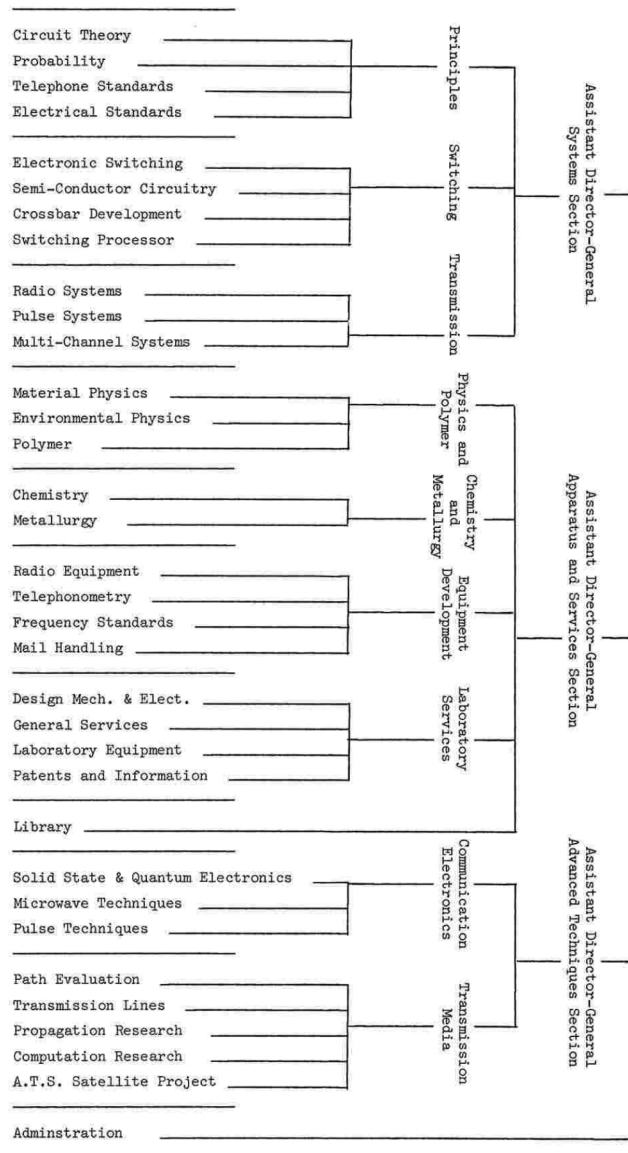 Circuit Theory
Probability
Telephone Standards
Electrical Standards
Principles
Electronic Switching
Semi-Conductor Circuitry
Crossbar Development
Switching Processor
Switching
Radio Systems
Pulse Systems
Multi-Channel Systems
Transmission
Assistant Director-General
Systems Section
Material Physics
Environmental Physics
Polymer
Physics and
Polymer
Chemistry
Metallurgy
Chemistry
and
Metallurgy
Radio Equipment
Telephonometry
Frequency Standards
Mail Handling
Equipment
Development
Design Mech. & Elect.
General Services
Laboratory Equipment
Patents and Information
Laboratory
Services
Library
Assistant Director-General
Apparatus and Services Section
Solid State & Quantum Electronics
Microwave Techniques
Pulse Techniques
Communication
Electronics
Path Evaluation
Transmission Lines
Propagation Research
Computation Research
A.T.S. Satellite Project
Transmission
Media
Assistant Director-General
Advanced Techniques Section
Adminstration